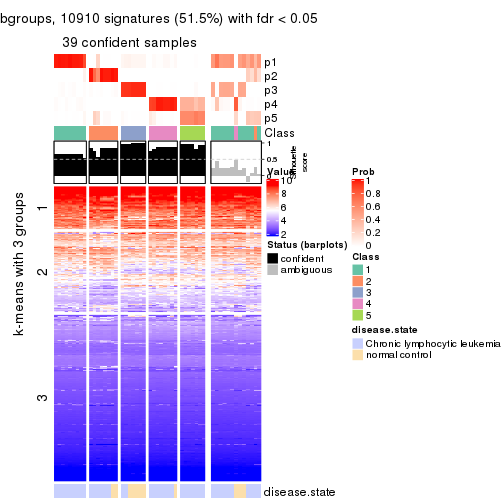 bgroups, 10910 signatures (51.5%) with fdr < 0.05
39 confident samples
p1
p2
p3
p4
p5
Class
1
0.5
0
Silhouette
score
k-means with 3 groups
1
2
3
disease.state
Value
10
8
6
4
2
Status (barplots)
confident
ambiguous
Prob
1
0.8
0.6
0.4
0.2
0
Class
1
2
3
4
5
disease.state
Chronic lymphocytic leukemia
normal control